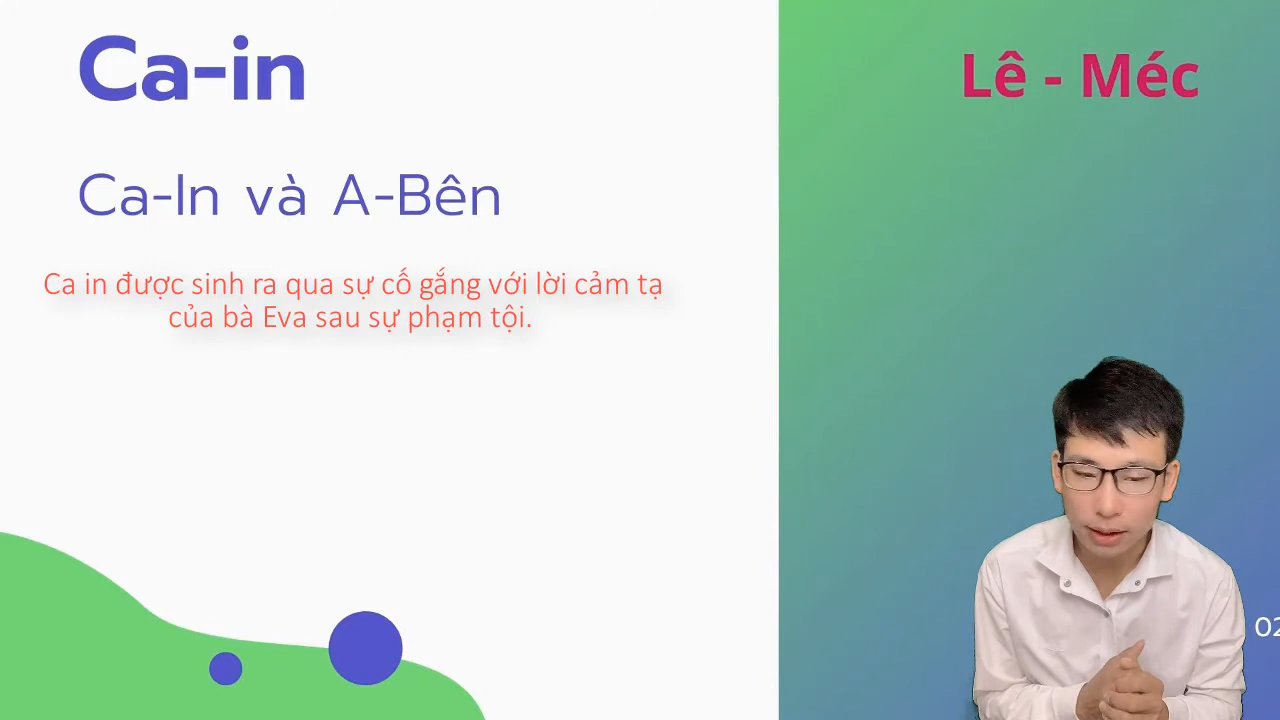 Ca-in
Lê - Méc
Ca-In và A-Bên
Ca in được sinh ra qua sự cố gắng với lời cảm tạ
của bà Eva sau sự phạm tội.
02